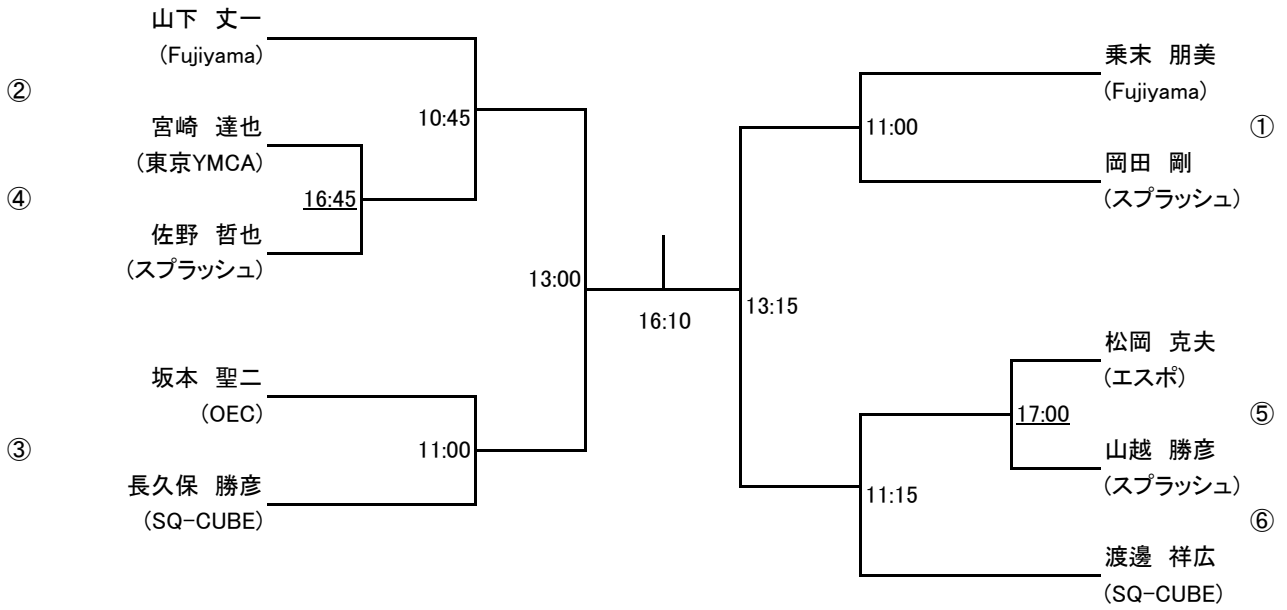 山下　丈一
(Fujiyama)
②
10:45
宮崎　達也
(東京YMCA)
④
16:45
佐野　哲也
(スプラッシュ)
13:00
坂本　聖二
(OEC)
③
11:00
長久保　勝彦
(SQ-CUBE)
16:10
乗末　朋美
(Fujiyama)
11:00
①
岡田　剛
(スプラッシュ)
13:15
松岡　克夫
(エスポ)
17:00
⑤
山越　勝彦
(スプラッシュ)
11:15
⑥
渡邊　祥広
(SQ-CUBE)